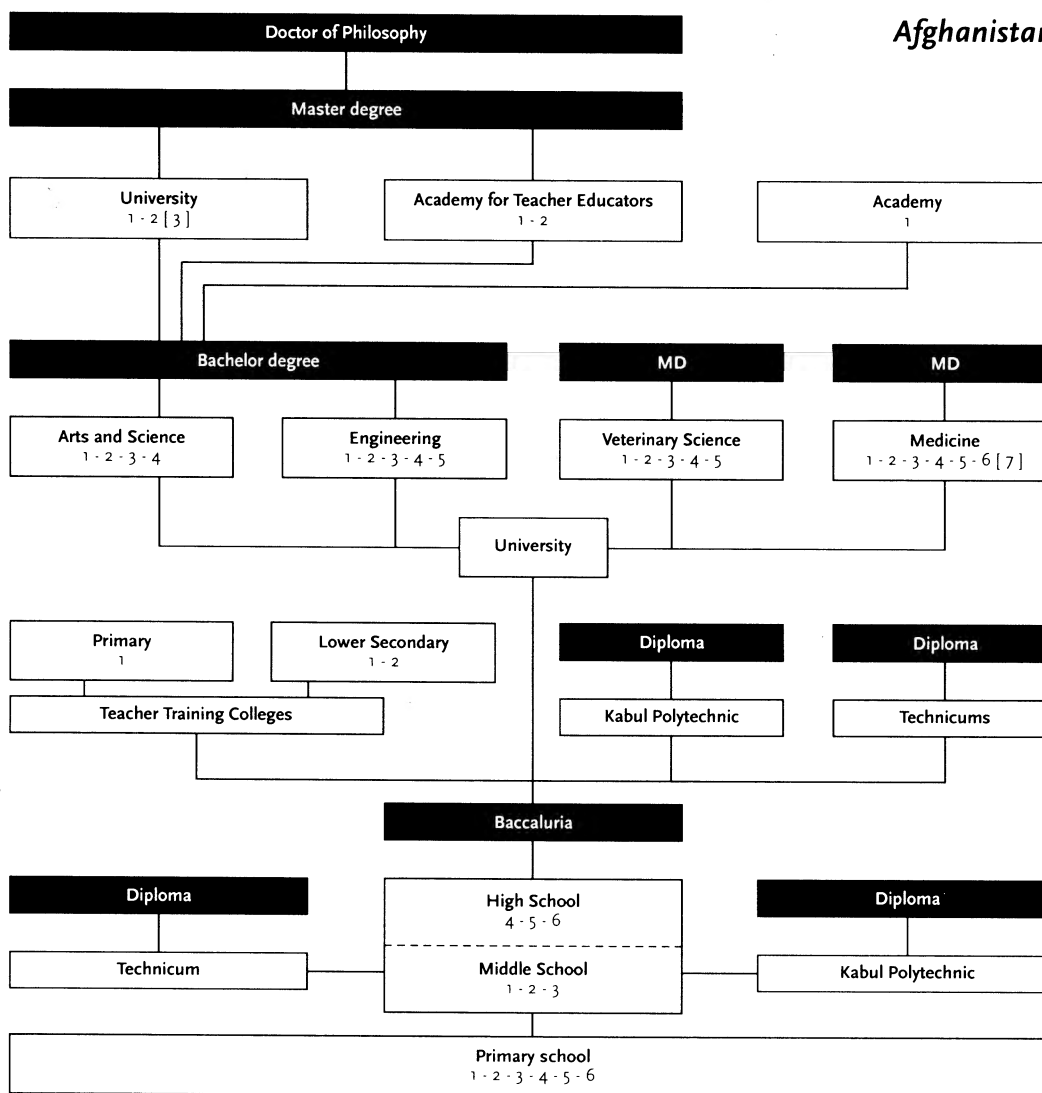 Afghanistan
Doctor of Philosophy
Master degree
University
1 - 2 [ 3 ]
Academy for Teacher Educators
1 - 2
Academy
1
Bachelor degree
MD
MD
Arts and Science
1 - 2 - 3 - 4
Engineering
1 - 2 - 3 - 4 - 5
Veterinary Science
1 - 2 - 3 - 4 - 5
Medicine
1 - 2 - 3 - 4 - 5 - 6 [ 7 ]
University
Primary
1
Lower Secondary
1 - 2
Diploma
Diploma
Teacher Training Colleges
Kabul Polytechnic
Technicums
Baccaluria
Diploma
High School
4 - 5 - 6
Diploma
Technicum
Middle School
1 - 2 - 3
Kabul Polytechnic
Primary school
1 - 2 - 3 - 4 - 5 - 6